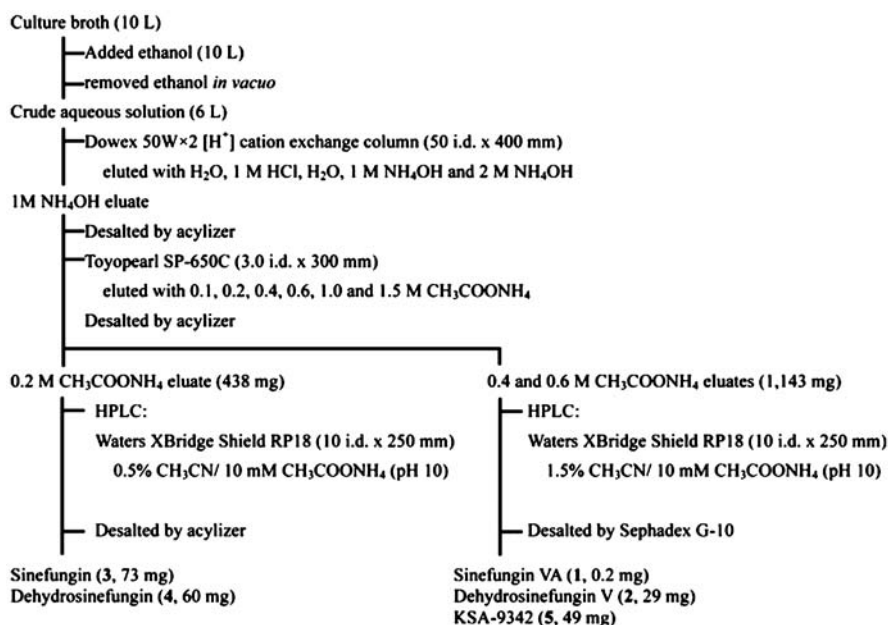 Culture broth (10 L)
Added ethanol (10 L)
removed ethanol in vacuo
Crude aqueous solution (6 L)
Dowex 50W×2 [H⁺] cation exchange column (50 i.d. x 400 mm)
eluted with H₂O, 1 M HCl, H₂O, 1 M NH₄OH and 2 M NH₄OH
1M NH₄OH eluate
Desalted by acylizer
Toyopearl SP-650C (3.0 i.d. x 300 mm)
eluted with 0.1, 0.2, 0.4, 0.6, 1.0 and 1.5 M CH₃COONH₄
Desalted by acylizer
0.2 M CH₃COONH₄ eluate (438 mg)
HPLC:
Waters XBridge Shield RP18 (10 i.d. x 250 mm)
0.5% CH₃CN/ 10 mM CH₃COONH₄ (pH 10)
Desalted by acylizer
Sinefungin (3, 73 mg)
Dehydrosinefungin (4, 60 mg)
0.4 and 0.6 M CH₃COONH₄ eluates (1,143 mg)
HPLC:
Waters XBridge Shield RP18 (10 i.d. x 250 mm)
1.5% CH₃CN/ 10 mM CH₃COONH₄ (pH 10)
Desalted by Sephadex G-10
Sinefungin VA (1, 0.2 mg)
Dehydrosinefungin V (2, 29 mg)
KSA-9342 (5, 49 mg)